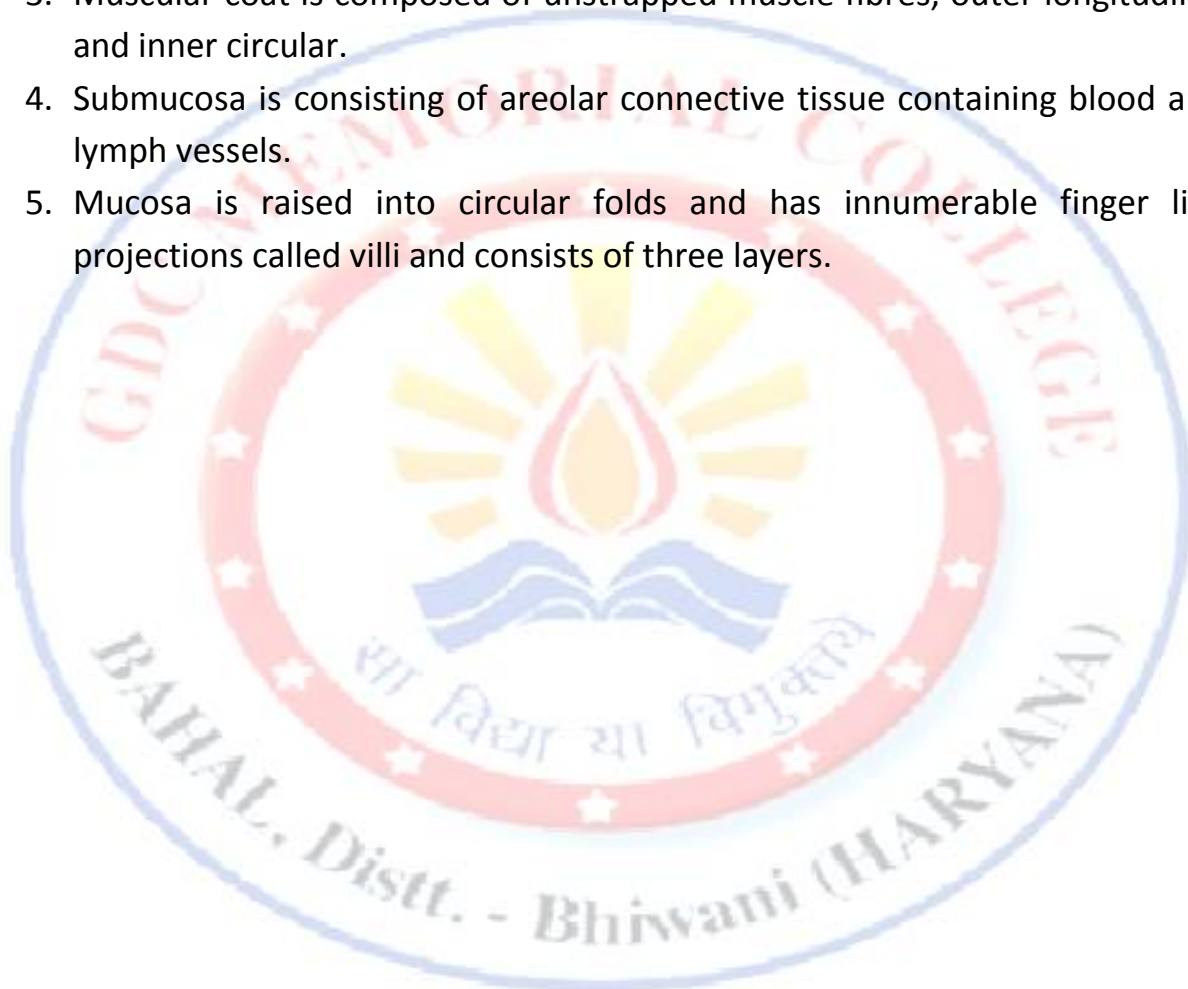 3. Muscular coat is composed of unstrapped muscle fibres, outer
and inner circular.
4. Submucosa is consisting of areolar connective tissue containing blood a
lymph vessels.
5. Mucosa is raised into circular folds and has innumerable finger li
projections called villi and consists of three layers.
GDC MEMORIAL COLLEGE
सा विद्या या विमुक्तये
BAHAL, Distt. - Bhiwani (HARYANA)